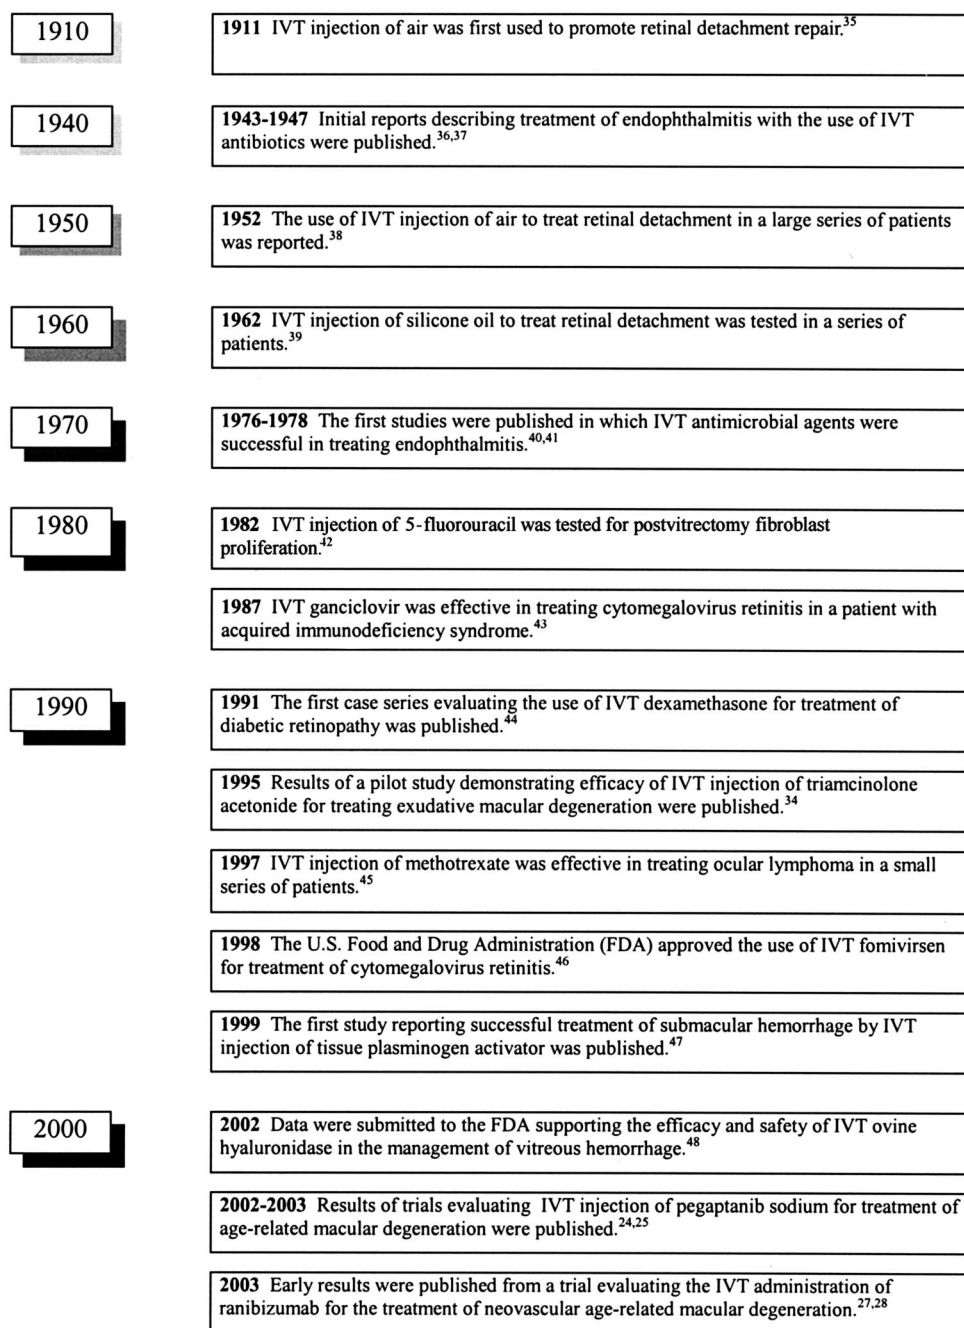 1910
1911 IVT injection of air was first used to promote retinal detachment repair.35
1940
1943-1947 Initial reports describing treatment of endophthalmitis with the use of IVT
antibiotics were published.36,37
1950
1952 The use of IVT injection of air to treat retinal detachment in a large series of patients
was reported.38
1960
1962 IVT injection of silicone oil to treat retinal detachment was tested in a series of
patients.39
1970
1976-1978 The first studies were published in which IVT antimicrobial agents were
successful in treating endophthalmitis.40,41
1980
1982 IVT injection of 5-fluorouracil was tested for postvitrectomy fibroblast
proliferation.42
1987 IVT ganciclovir was effective in treating cytomegalovirus retinitis in a patient with
acquired immunodeficiency syndrome.43
1990
1991 The first case series evaluating the use of IVT dexamethasone for treatment of
diabetic retinopathy was published.44
1995 Results of a pilot study demonstrating efficacy of IVT injection of triamcinolone
acetonide for treating exudative macular degeneration were published.34
1997 IVT injection of methotrexate was effective in treating ocular lymphoma in a small
series of patients.45
1998 The U.S. Food and Drug Administration (FDA) approved the use of IVT fomivirsen
for treatment of cytomegalovirus retinitis.46
1999 The first study reporting successful treatment of submacular hemorrhage by IVT
injection of tissue plasminogen activator was published.47
2000
2002 Data were submitted to the FDA supporting the efficacy and safety of IVT ovine
hyaluronidase in the management of vitreous hemorrhage.48
2002-2003 Results of trials evaluating IVT injection of pegaptanib sodium for treatment of
age-related macular degeneration were published.24,25
2003 Early results were published from a trial evaluating the IVT administration of
ranibizumab for the treatment of neovascular age-related macular degeneration.27,28